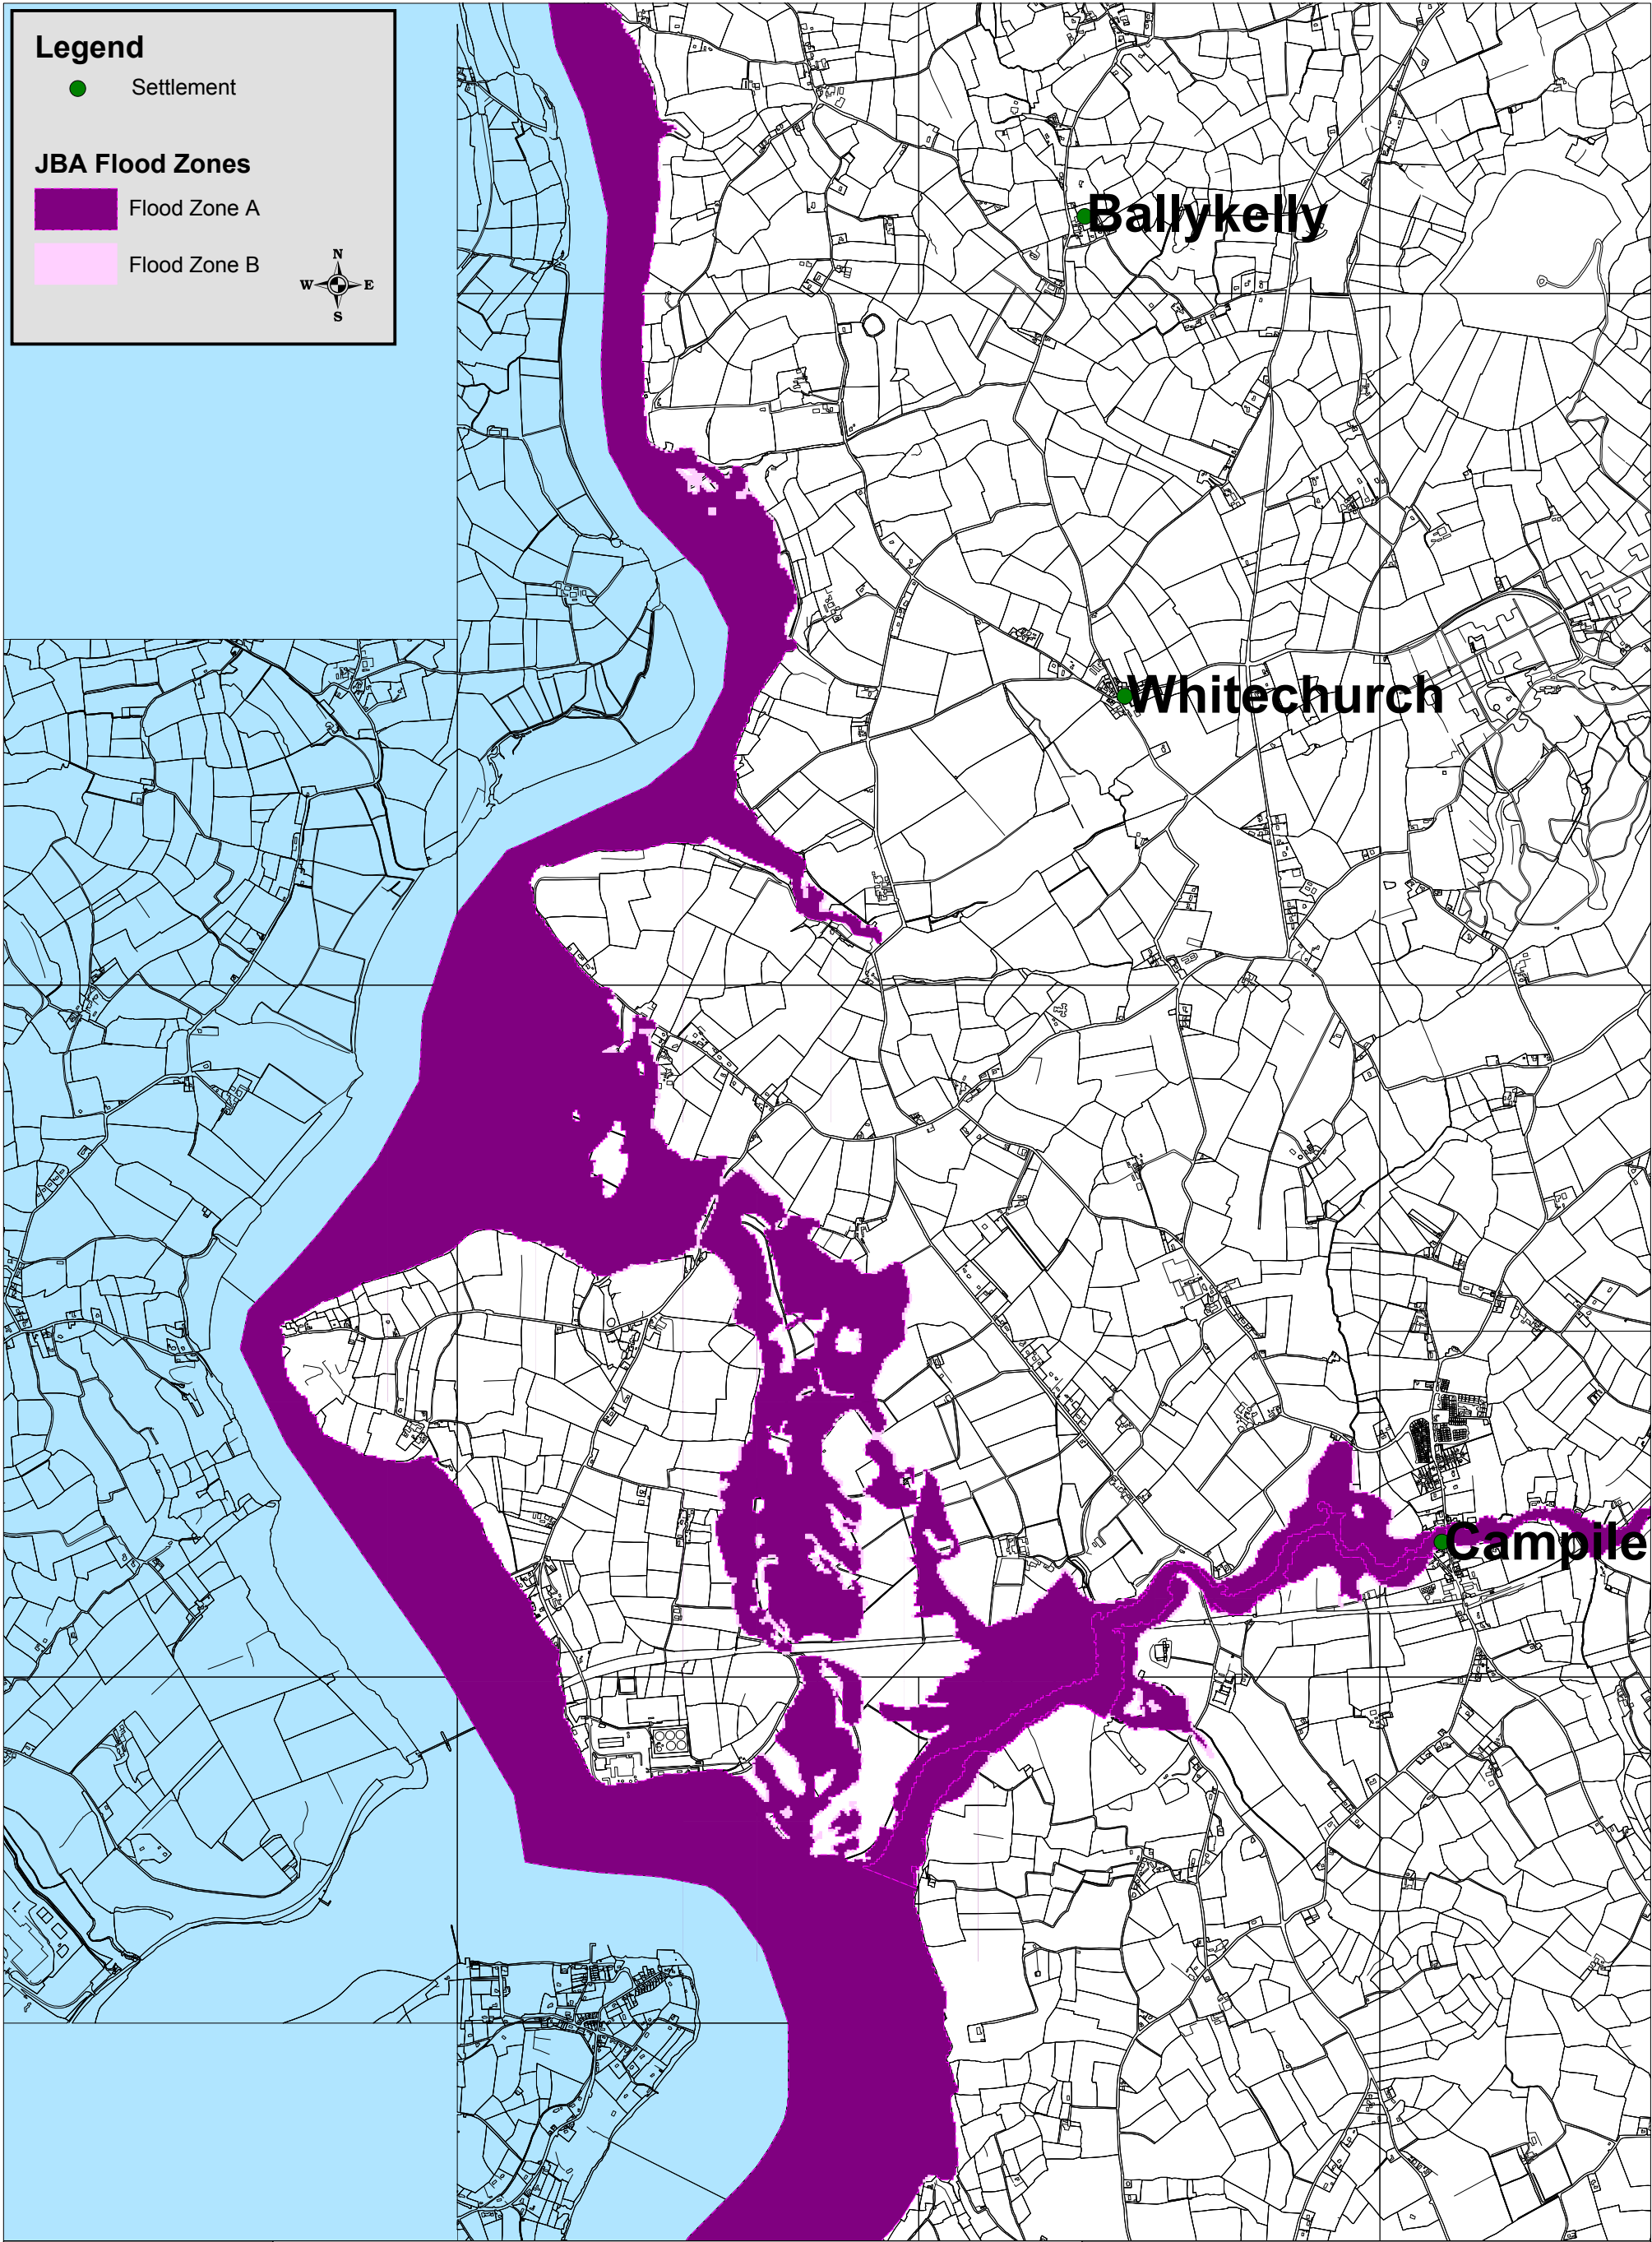 Legend
Settlement
JBA Flood Zones
Flood Zone A
Flood Zone B
N
W E
S
Ballykelly
Whitechurch
Campile